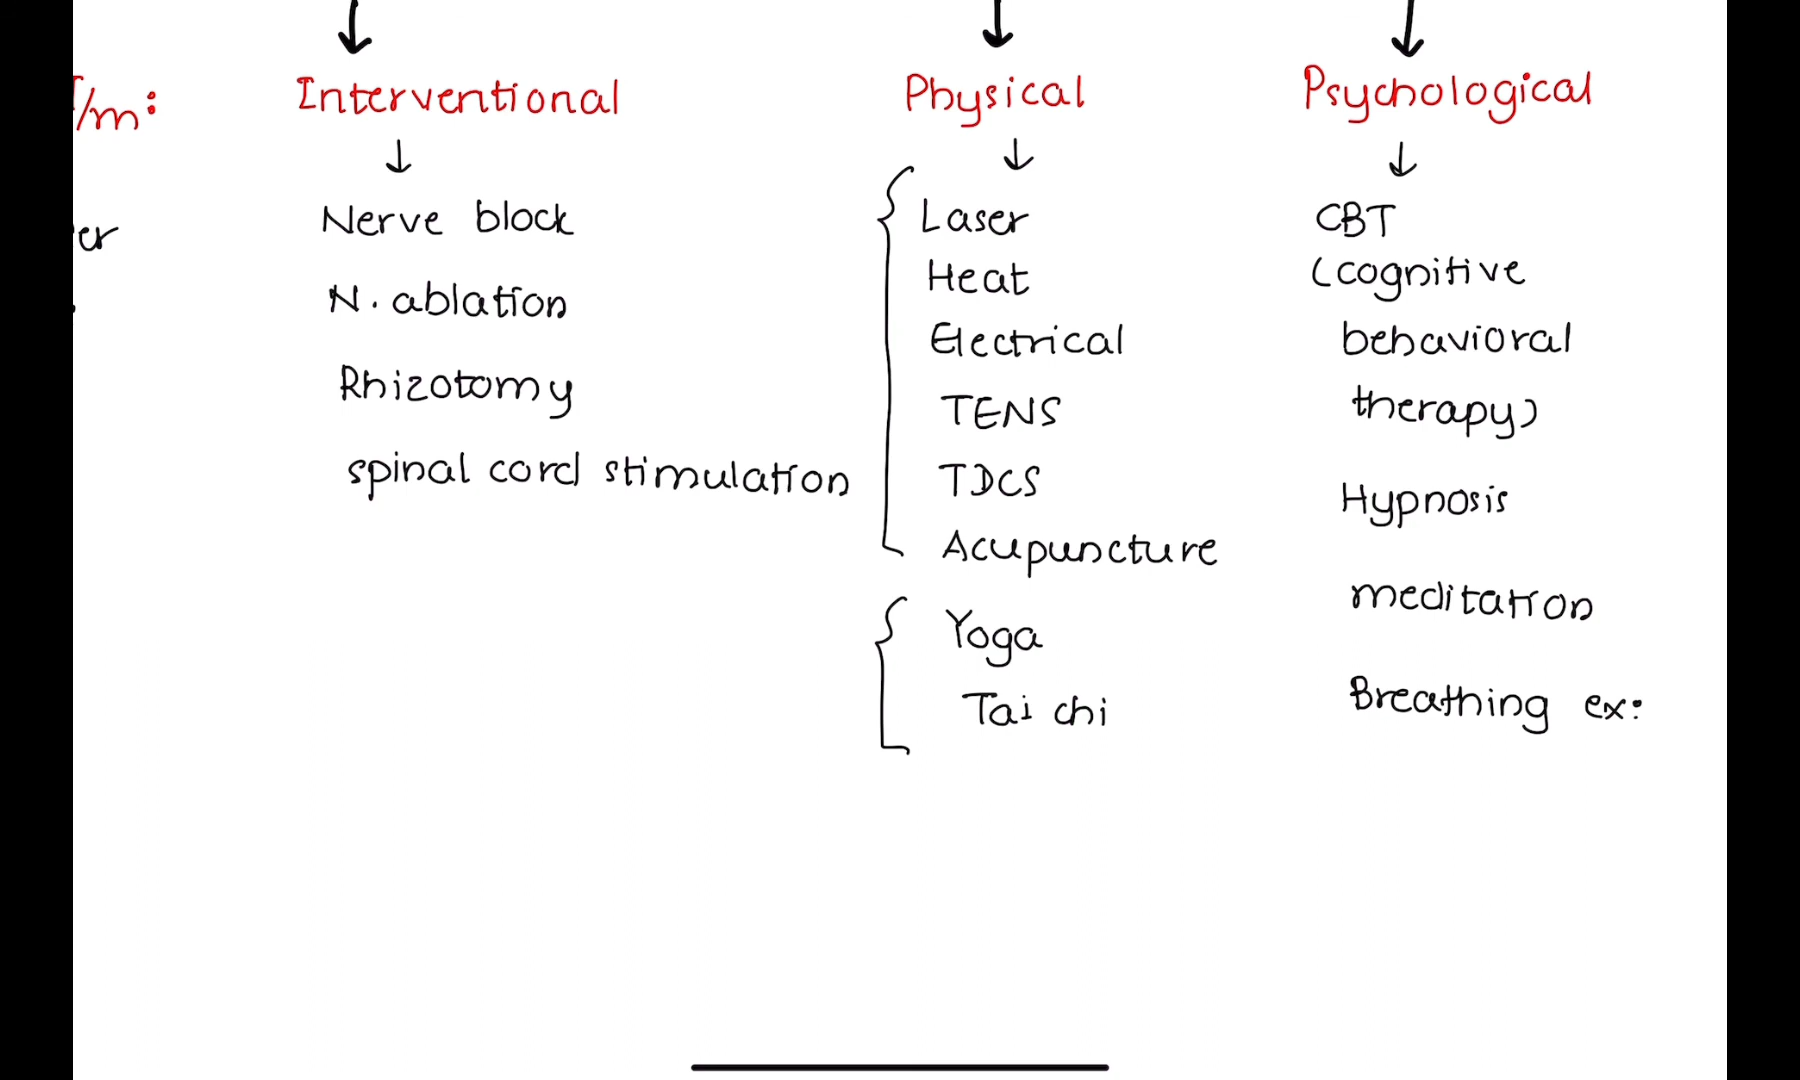 T/m:
er
Interventional
Nerve block
N. ablation
Rhizotomy
spinal cord stimulation
Physical
Laser
Heat
Electrical
TENS
TDCS
Acupuncture
Yoga
Tai chi
Psychological
CBT
(cognitive
behavioral
therapy)
Hypnosis
meditation
Breathing ex: